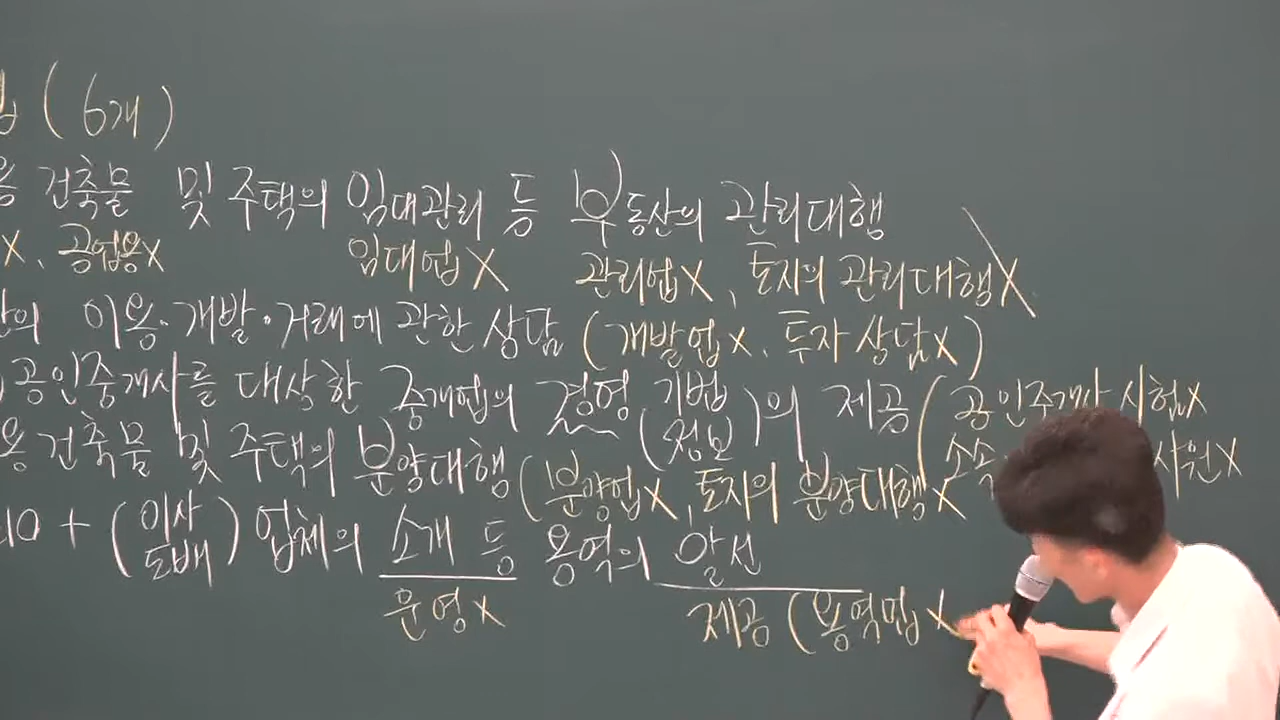 (6개)
용 건축물 및 주택의 임대관리 등 부동산의 관리대행
X, 공업용X 임대업X 관리업X, 토지의 관리대행X
산의 이용·개발·거래에 관한 상담 (개발업X, 투자상담X)
공인중개사를 대상한 중개업의 경영 (기법 정보)의 제공 (공인중개사 시험X
용 건축물 및 주택의 분양대행 (분양업X, 토지의 분양대행X 소속 사원X
뢰 + (이사 도배) 업체의 소개 등 용역의 알선
운영X 제공 (용역업X